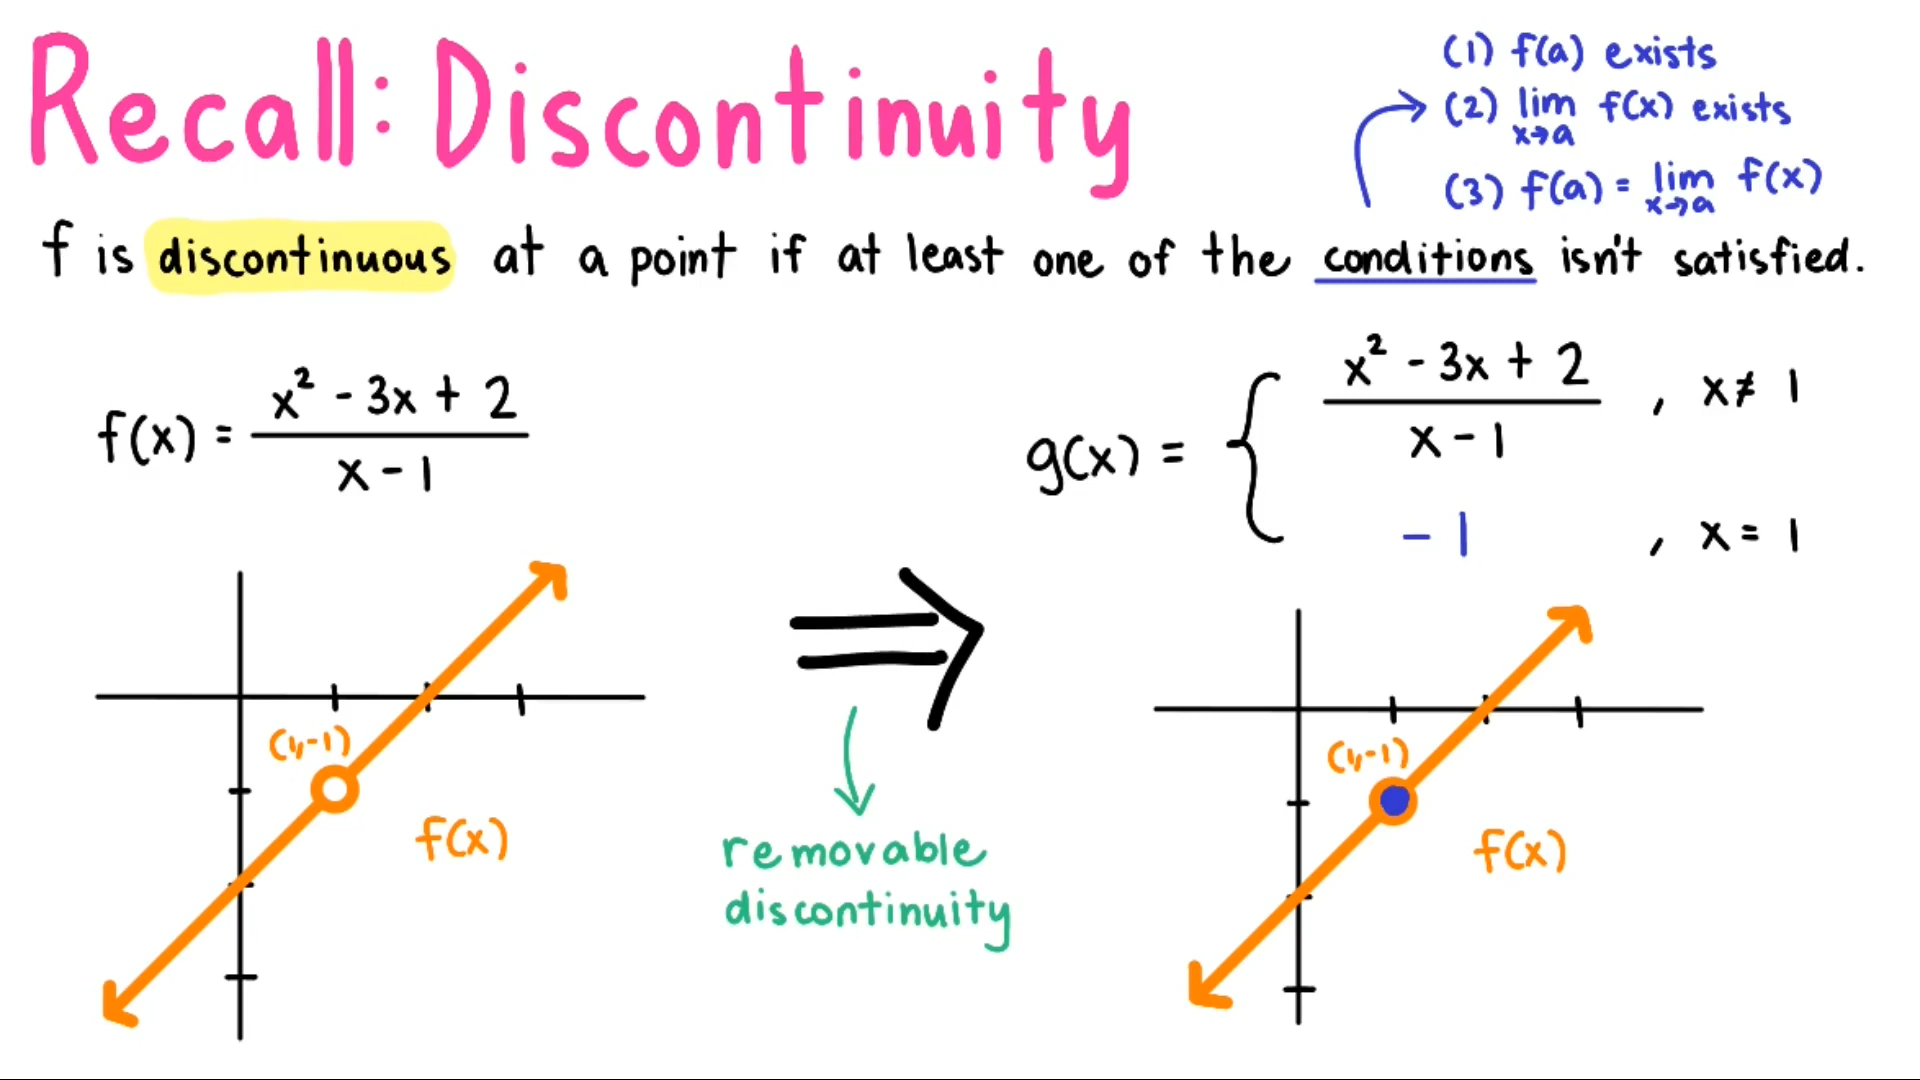 Recall: Discontinuity
(1) f(a) exists
(2) lim f(x) exists
x→a
(3) f(a) = lim f(x)
x→a
f is discontinuous at a point if at least one of the conditions isn't satisfied.
f(x) = x² - 3x + 2
x - 1
g(x) = { x² - 3x + 2 , x ≠ 1
x - 1
- 1 , x = 1
(1,-1)
f(x)
removable
discontinuity
(1,-1)
f(x)